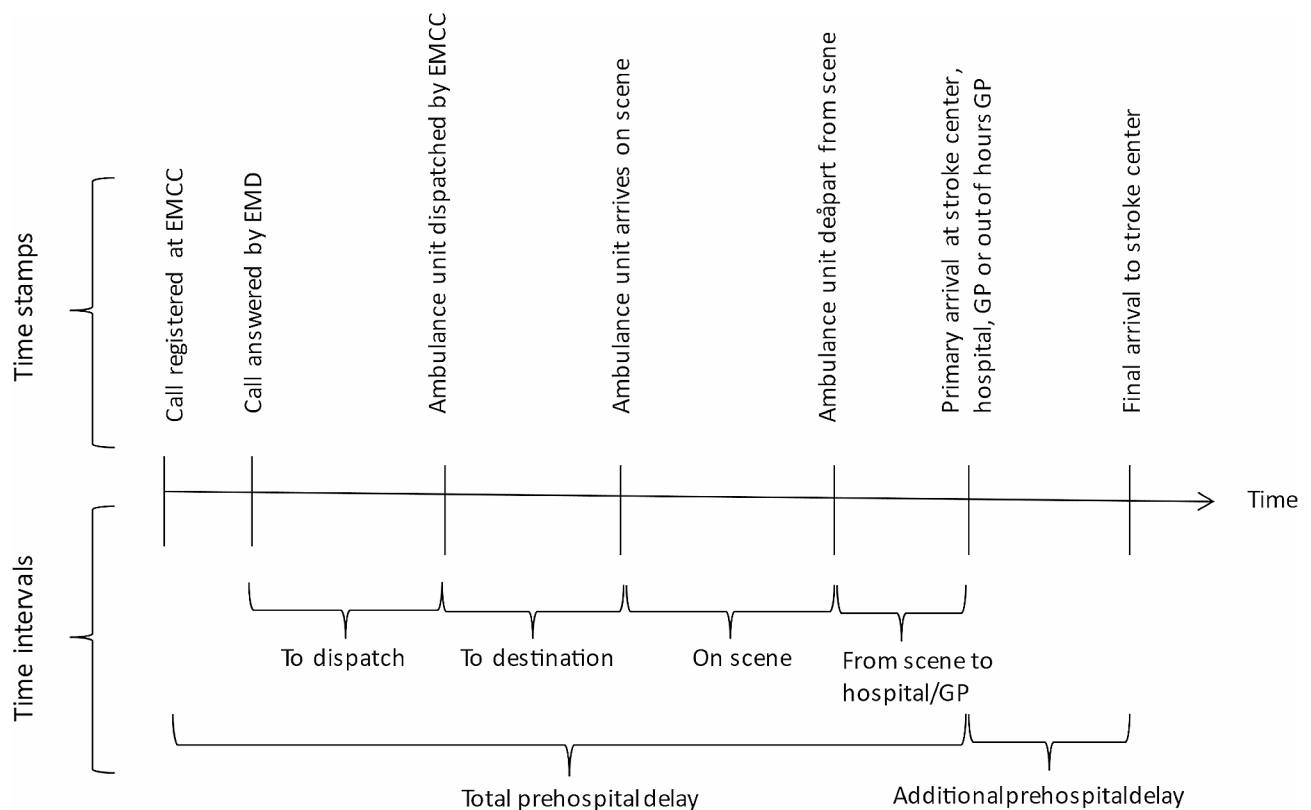 Time stamps
Call registered at EMCC
Call answered by EMD
Ambulance unit dispatched by EMCC
Ambulance unit arrives on scene
Ambulance unit deåpart from scene
Primary arrival at stroke center,
hospital, GP or out of hours GP
Final arrival to stroke center
Time
Time intervals
To dispatch
To destination
On scene
From scene to
hospital/GP
Total prehospital delay
Additional prehospital delay